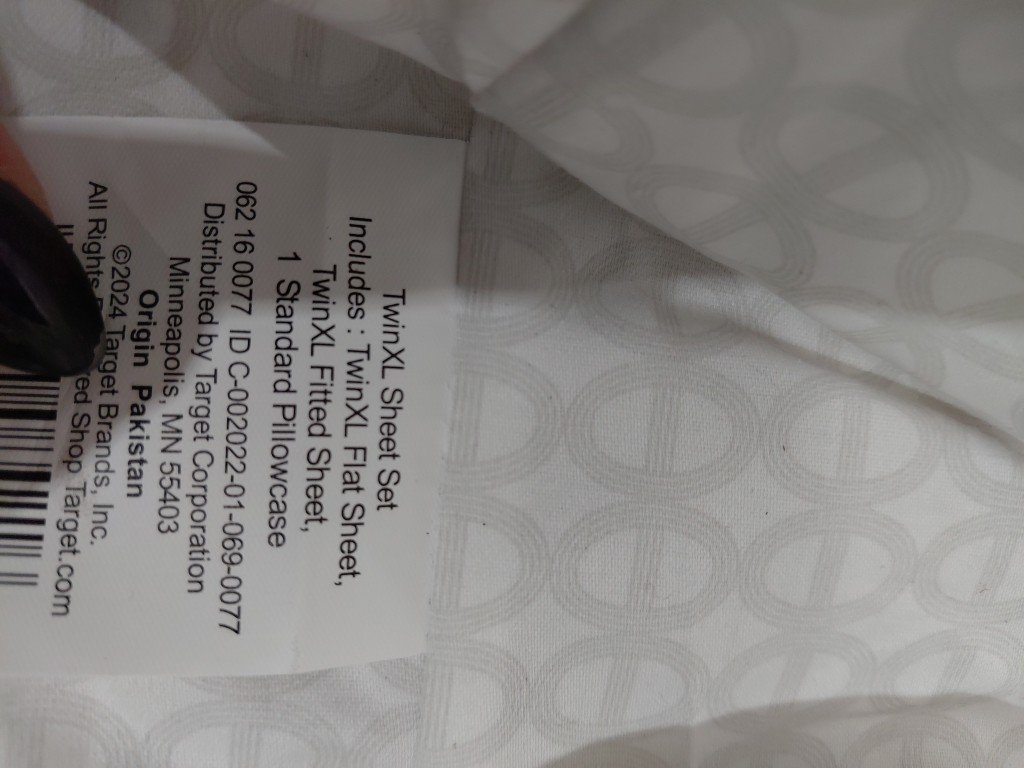 TwinXL Sheet Set
Includes : TwinXL Flat Sheet,
TwinXL Fitted Sheet,
1 Standard Pillowcase
062 16 0077 ID C-002022-01-069-0077
Distributed by Target Corporation
Minneapolis, MN 55403
Origin Pakistan
©2024 Target Brands, Inc.
All Rights Shop Target.com